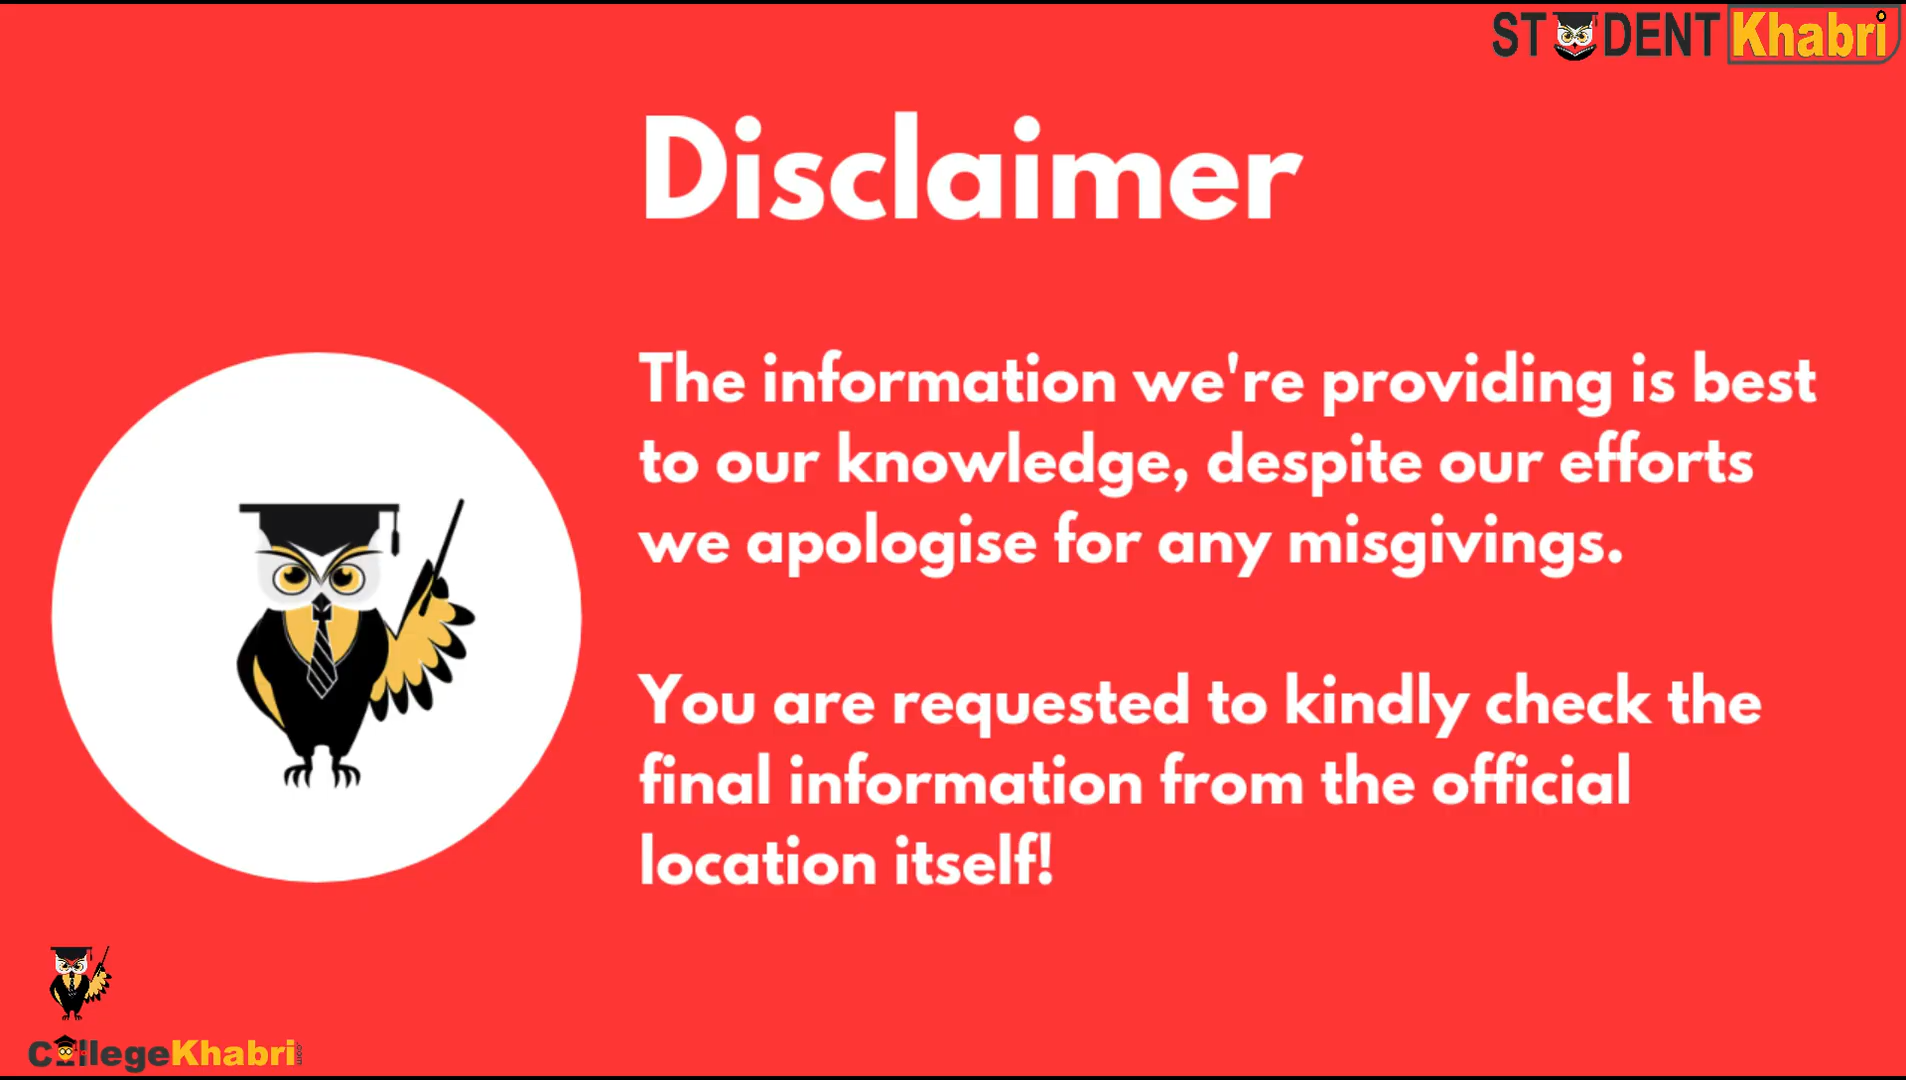 STUDENT Khabri
Disclaimer
The information we're providing is best
to our knowledge, despite our efforts
we apologise for any misgivings.
You are requested to kindly check the
final information from the official
location itself!
CollegeKhabri.com